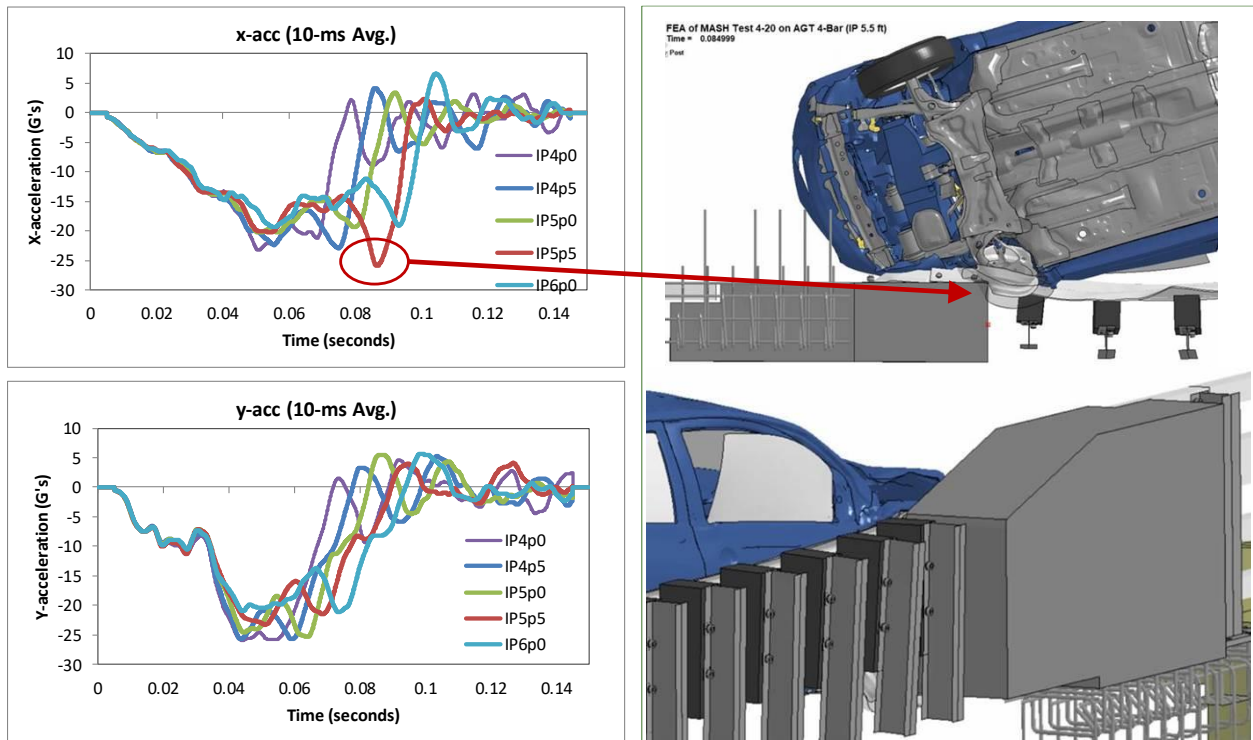 x-acc (10-ms Avg.)
X-acceleration (G's)
10
5
0
-5
-10
-15
-20
-25
-30
0 0.02 0.04 0.06 0.08 0.1 0.12 0.14
Time (seconds)
IP4p0
IP4p5
IP5p0
IP5p5
IP6p0
FEA of MASH Test 4-20 on AGT 4-Bar (IP 5.5 ft)
Time = 0.084999
Post
y-acc (10-ms Avg.)
Y-acceleration (G's)
10
5
0
-5
-10
-15
-20
-25
-30
0 0.02 0.04 0.06 0.08 0.1 0.12 0.14
Time (seconds)
IP4p0
IP4p5
IP5p0
IP5p5
IP6p0